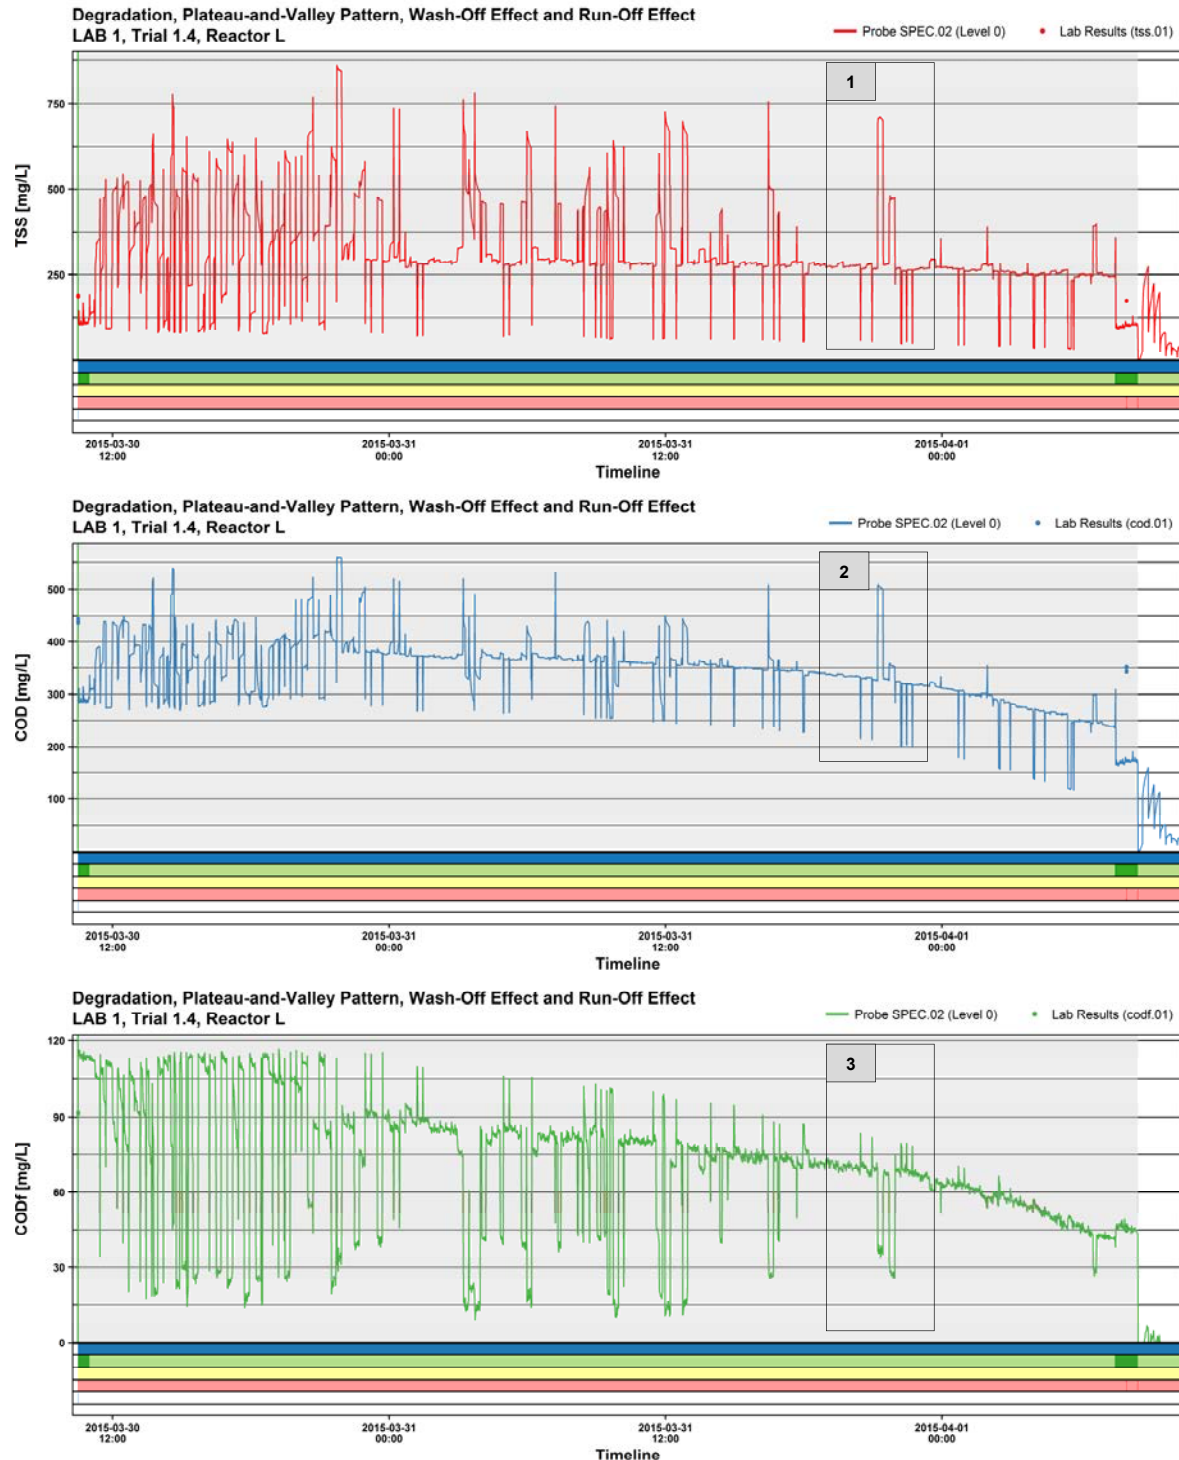 Degradation, Plateau-and-Valley Pattern, Wash-Off Effect and Run-Off Effect
LAB 1, Trial 1.4, Reactor L
Probe SPEC.02 (Level 0)
Lab Results (tss.01)
1
750
500
250
TSS [mg/L]
2015-03-30
12:00
2015-03-31
00:00
2015-03-31
12:00
2015-04-01
00:00
Timeline
Degradation, Plateau-and-Valley Pattern, Wash-Off Effect and Run-Off Effect
LAB 1, Trial 1.4, Reactor L
Probe SPEC.02 (Level 0)
Lab Results (cod.01)
2
500
400
300
200
100
COD [mg/L]
2015-03-30
12:00
2015-03-31
00:00
2015-03-31
12:00
2015-04-01
00:00
Timeline
Degradation, Plateau-and-Valley Pattern, Wash-Off Effect and Run-Off Effect
LAB 1, Trial 1.4, Reactor L
Probe SPEC.02 (Level 0)
Lab Results (codf.01)
3
120
90
60
30
0
CODf [mg/L]
2015-03-30
12:00
2015-03-31
00:00
2015-03-31
12:00
2015-04-01
00:00
Timeline